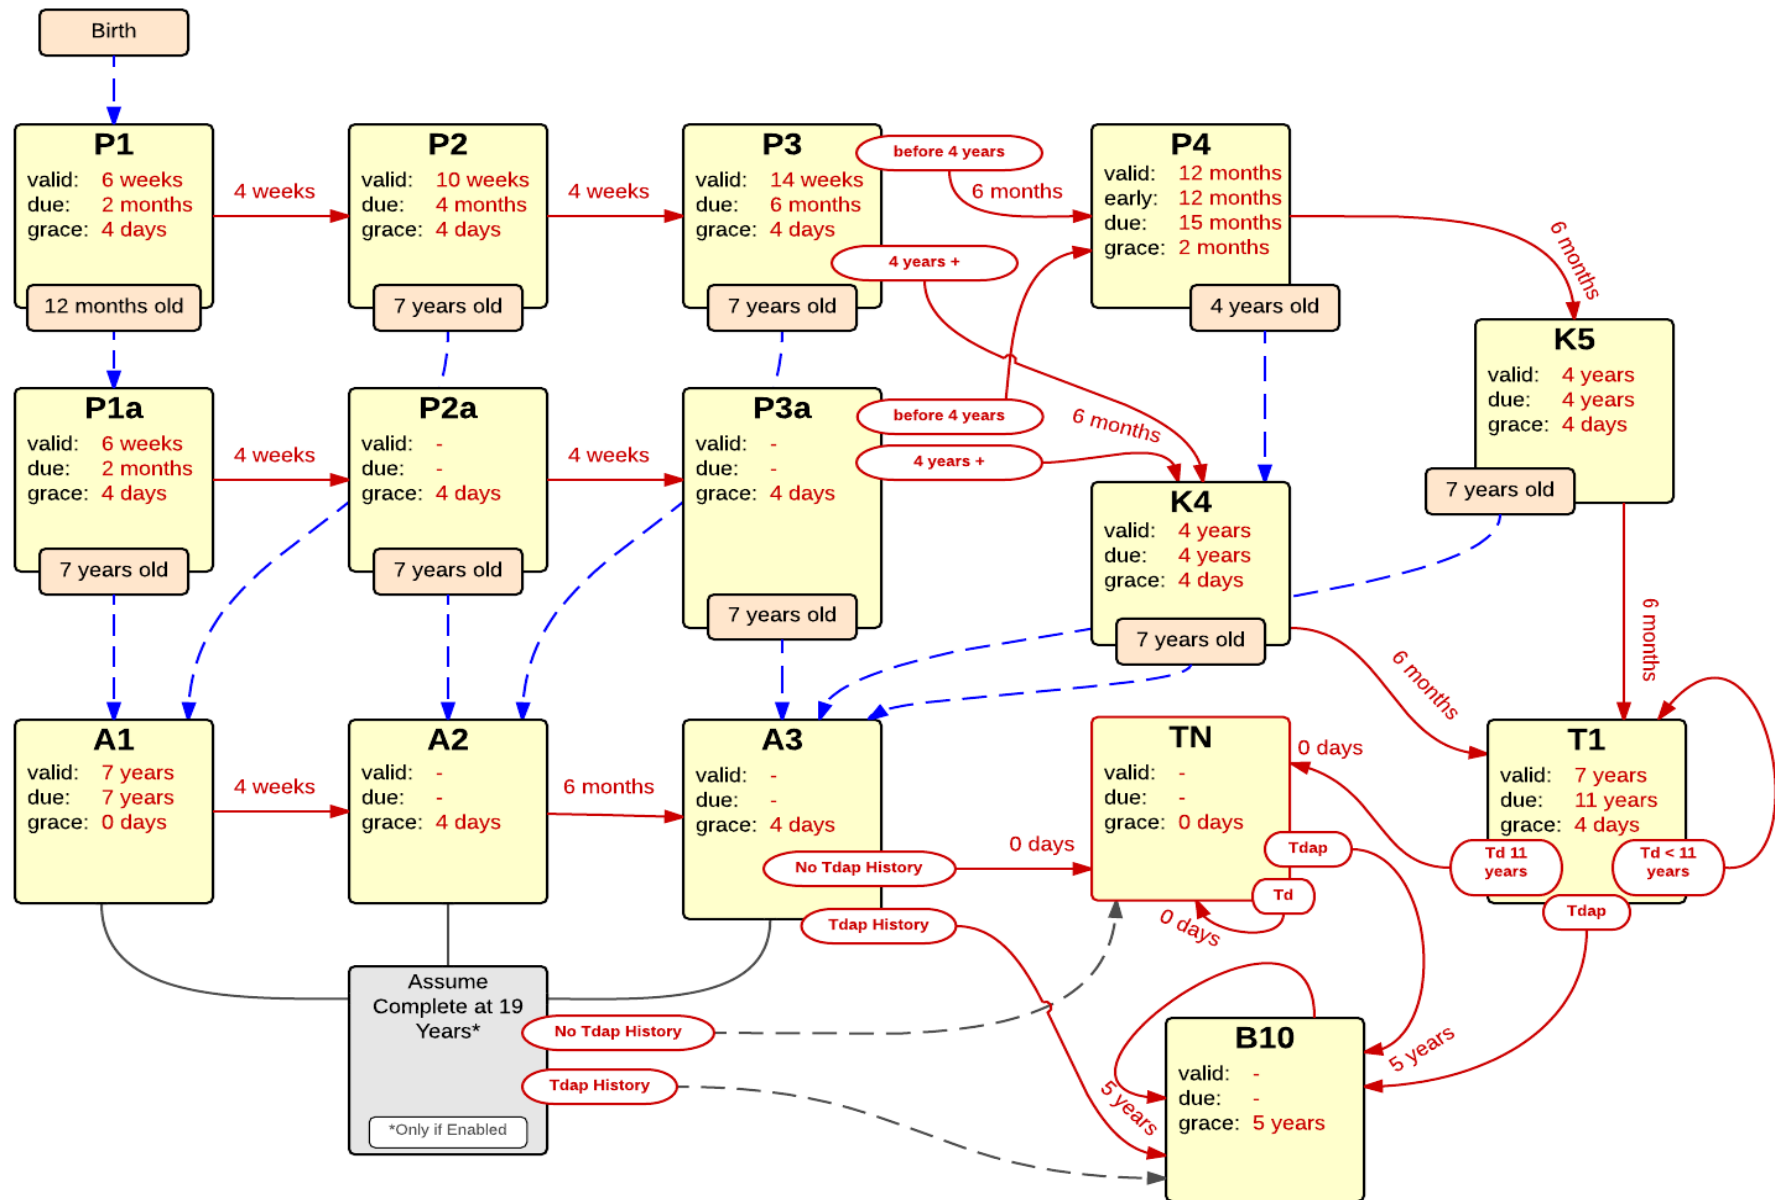 Birth
P1
valid: 6 weeks
due: 2 months
grace: 4 days
12 months old
4 weeks
P2
valid: 10 weeks
due: 4 months
grace: 4 days
7 years old
4 weeks
P3
valid: 14 weeks
due: 6 months
grace: 4 days
7 years old
before 4 years
6 months
4 years +
P4
valid: 12 months
early: 12 months
due: 15 months
grace: 2 months
4 years old
6 months
K5
valid: 4 years
due: 4 years
grace: 4 days
7 years old
6 months
P1a
valid: 6 weeks
due: 2 months
grace: 4 days
7 years old
4 weeks
P2a
valid: -
due: -
grace: 4 days
7 years old
4 weeks
P3a
valid: -
due: -
grace: 4 days
7 years old
before 4 years
4 years +
6 months
K4
valid: 4 years
due: 4 years
grace: 4 days
7 years old
6 months
A1
valid: 7 years
due: 7 years
grace: 0 days
4 weeks
A2
valid: -
due: -
grace: 4 days
6 months
A3
valid: -
due: -
grace: 4 days
No Tdap History
0 days
Tdap History
5 years
TN
valid: -
due: -
grace: 0 days
Tdap
Td
0 days
0 days
T1
valid: 7 years
due: 11 years
grace: 4 days
Td 11
years
Td < 11
years
Tdap
5 years
Assume
Complete at 19
Years*
No Tdap History
Tdap History
*Only if Enabled
B10
valid: -
due: -
grace: 5 years